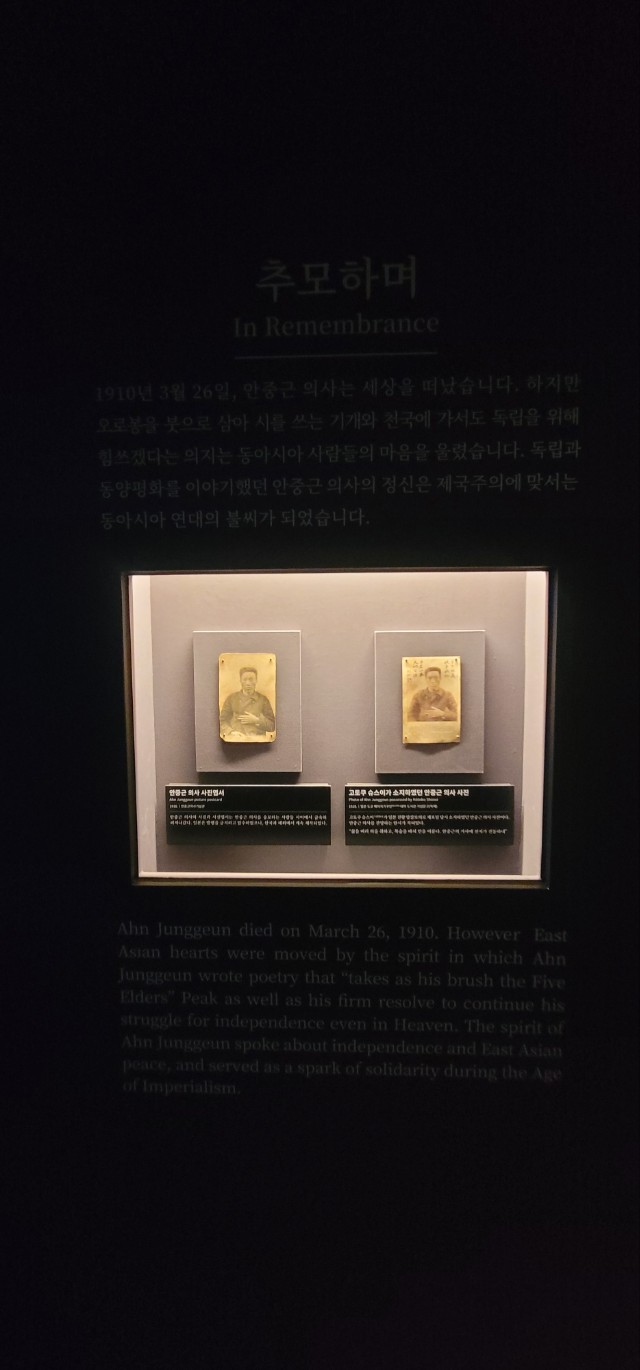 추모하며
In Remembrance
1910년 3월 26일, 안중근 의사는 세상을 떠났습니다. 하지만
오로봉을 붓으로 삼아 시를 쓰는 기개와 천국에 가서도 독립을 위해
힘쓰겠다는 의지는 동아시아 사람들의 마음을 울렸습니다. 독립과
동양평화를 이야기했던 안중근 의사의 정신은 제국주의에 맞서는
동아시아 연대의 불씨가 되었습니다.
안중근 의사 사진엽서
Ahn Junggeun picture postcard
고토쿠 슈스이가 소지하였던 안중근 의사 사진
Photo of Ahn Junggeun possessed by
Ahn Junggeun died on March 26, 1910. However East
Asian hearts were moved by the spirit in which Ahn
Junggeun wrote poetry that “takes as his brush the Five
Elders” Peak as well as his firm resolve to continue his
struggle for independence even in Heaven. The spirit of
Ahn Junggeun spoke about independence and East Asian
peace, and served as a spark of solidarity during the Age
of Imperialism.